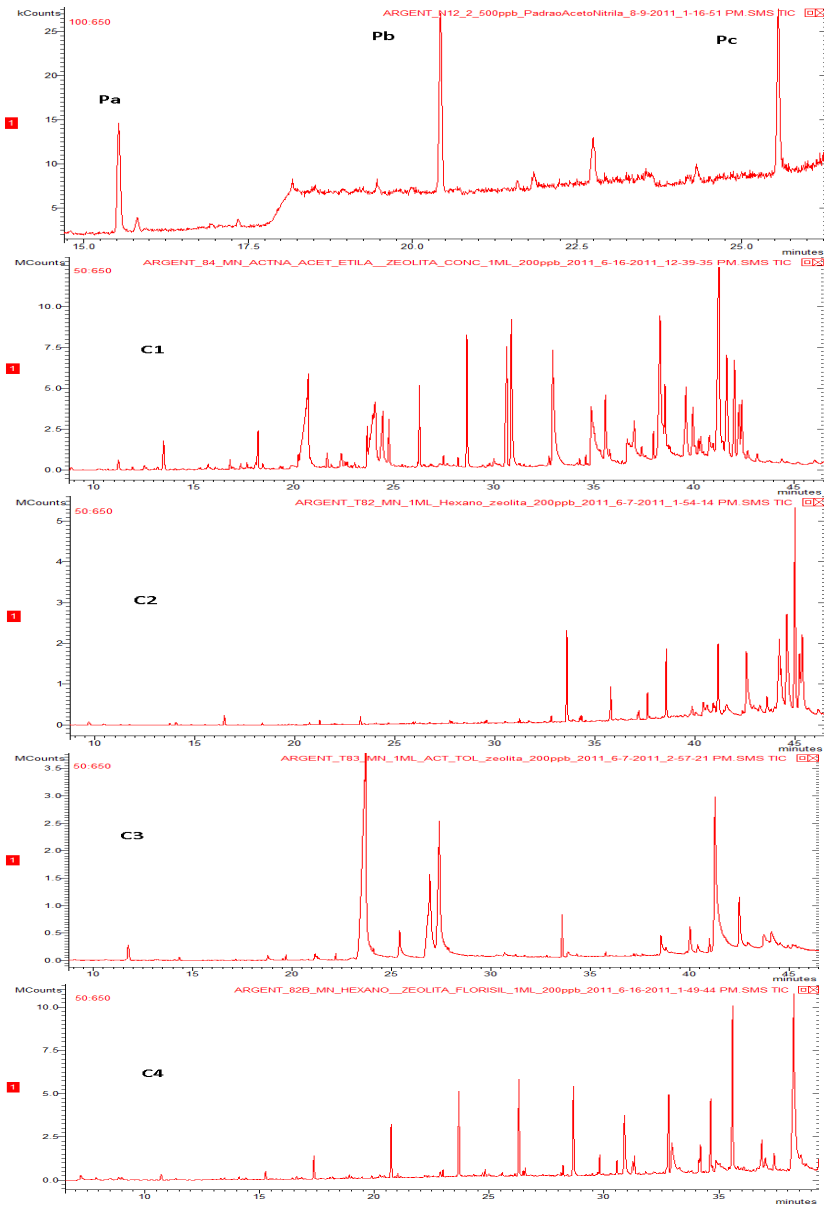 kCounts ARGENT_N12_2_500ppb_PadraoAcetoNitrila_8-9-2011_1-16-51 PM.SMS TIC
100:650
Pa
Pb
Pc
1
25
20
15
10
5
15.0 17.5 20.0 22.5 25.0
minutes
MCounts ARGENT_84_MN_ACTNA_ACET_ETILA__ZEOLITA_CONC_1ML_200ppb_2011_6-16-2011_12-39-35 PM.SMS TIC
50:650
C1
1
10.0
7.5
5.0
2.5
0.0
10 15 20 25 30 35 40 45
minutes
MCounts ARGENT_T82_MN_1ML_Hexano_zeolita_200ppb_2011_6-7-2011_1-54-14 PM.SMS TIC
50:650
C2
1
5
4
3
2
1
0
10 15 20 25 30 35 40 45
minutes
MCounts ARGENT_T83_MN_1ML_ACT_TOL_zeolita_200ppb_2011_6-7-2011_2-57-21 PM.SMS TIC
50:650
C3
1
3.5
3.0
2.5
2.0
1.5
1.0
0.5
0.0
10 15 20 25 30 35 40 45
minutes
MCounts ARGENT_82B_MN_HEXANO__ZEOLITA_FLORISIL_1ML_200ppb_2011_6-16-2011_1-49-44 PM.SMS TIC
50:650
C4
1
10.0
7.5
5.0
2.5
0.0
10 15 20 25 30 35
minutes